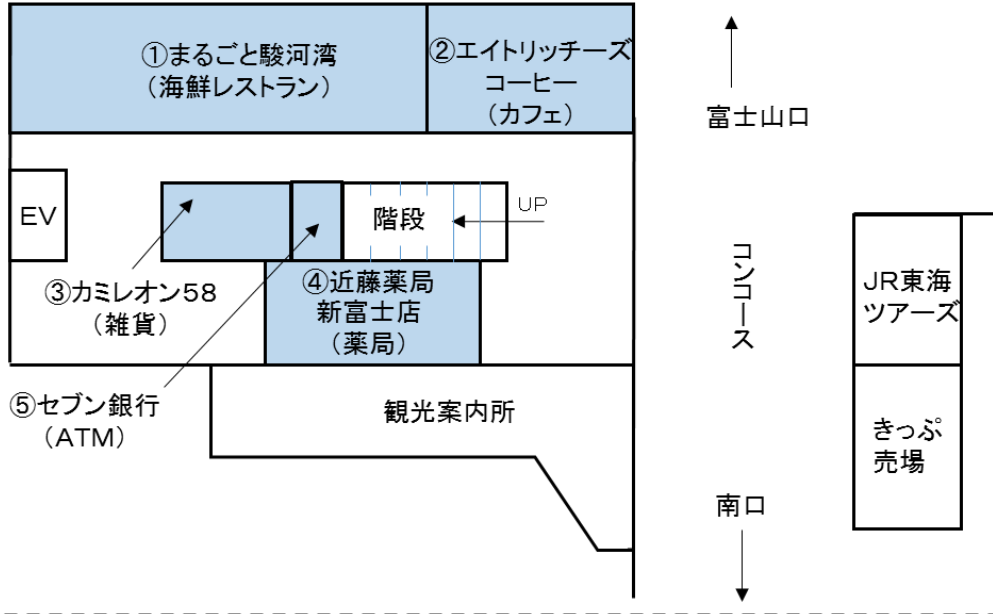 ①まるごと駿河湾
（海鮮レストラン）
②エイトリッチーズ
コーヒー
（カフェ）
富士山口
EV
階段
UP
③カミレオン58
（雑貨）
④近藤薬局
新富士店
（薬局）
コンコース
JR東海
ツアーズ
⑤セブン銀行
（ATM）
観光案内所
きっぷ
売場
南口